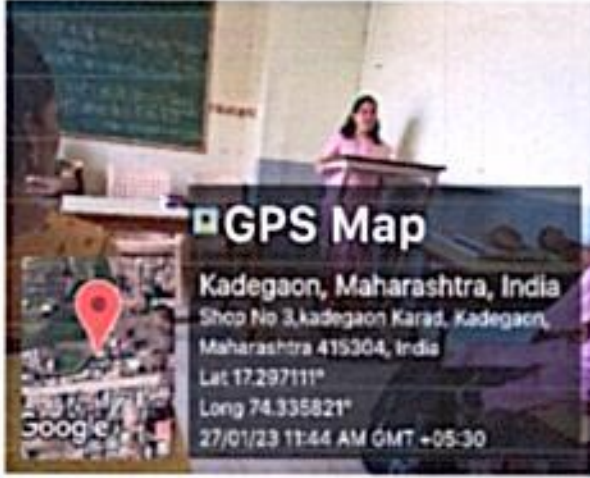 GPS Map
Kadegaon, Maharashtra, India
Shop No 3,kadegaon Karad, Kadegaon,
Maharashtra 415304, India
Lat 17.297111°
Long 74.335821°
27/01/23 11:44 AM GMT +05:30
Google